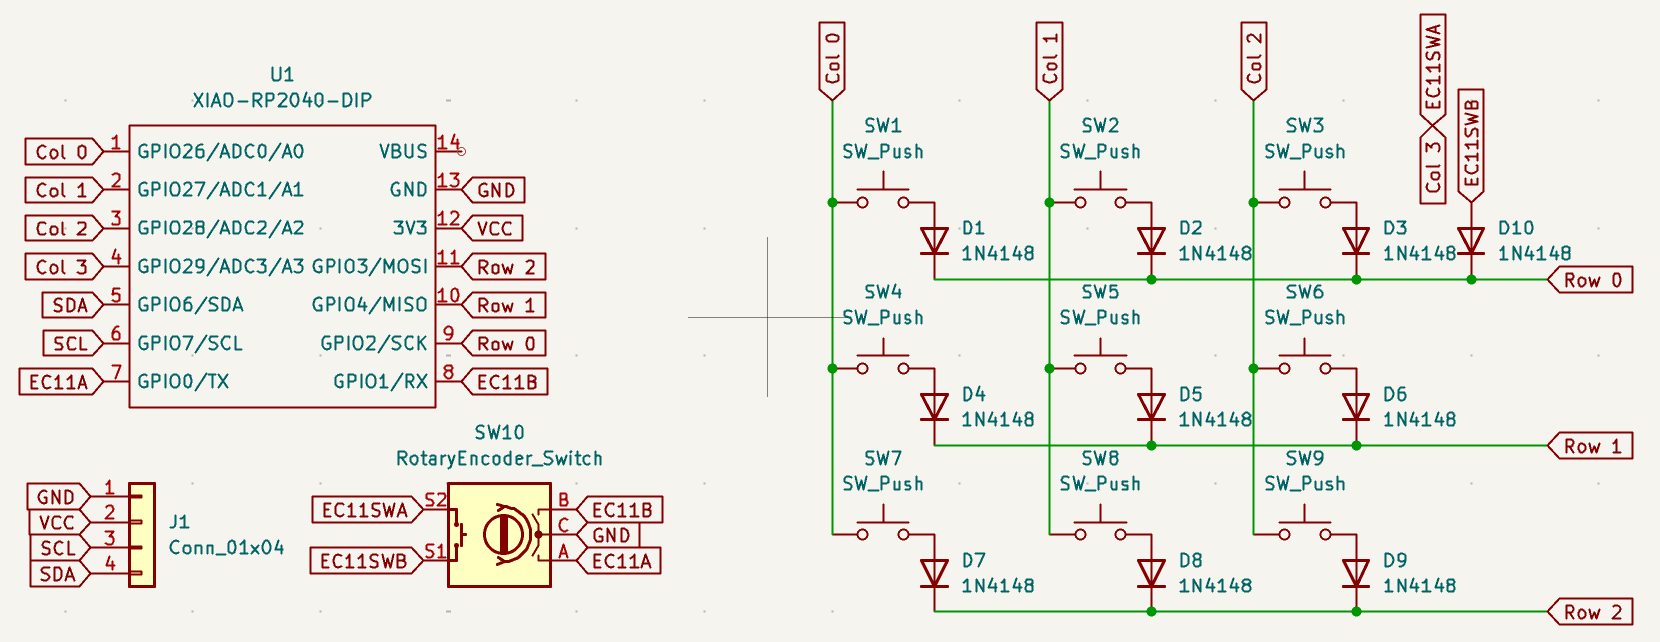 U1
XIAO-RP2040-DIP
Col 0 1 GPIO26/ADC0/A0 VBUS 14
Col 1 2 GPIO27/ADC1/A1 GND 13 GND
Col 2 3 GPIO28/ADC2/A2 3V3 12 VCC
Col 3 4 GPIO29/ADC3/A3 GPIO3/MOSI 11 Row 2
SDA 5 GPIO6/SDA GPIO4/MISO 10 Row 1
SCL 6 GPIO7/SCL GPIO2/SCK 9 Row 0
EC11A 7 GPIO0/TX GPIO1/RX 8 EC11B
GND 1
VCC 2
SCL 3
SDA 4
J1
Conn_01x04
SW10
RotaryEncoder_Switch
EC11SWA S2 B EC11B
C GND
EC11SWB S1 A EC11A
Col 0
Col 1
Col 2
EC11SWA
Col 3
EC11SWB
SW1 SW2 SW3
SW_Push SW_Push SW_Push
D1 D2 D3 D10
1N4148 1N4148 1N4148 1N4148
Row 0
SW4 SW5 SW6
SW_Push SW_Push SW_Push
D4 D5 D6
1N4148 1N4148 1N4148
Row 1
SW7 SW8 SW9
SW_Push SW_Push SW_Push
D7 D8 D9
1N4148 1N4148 1N4148
Row 2